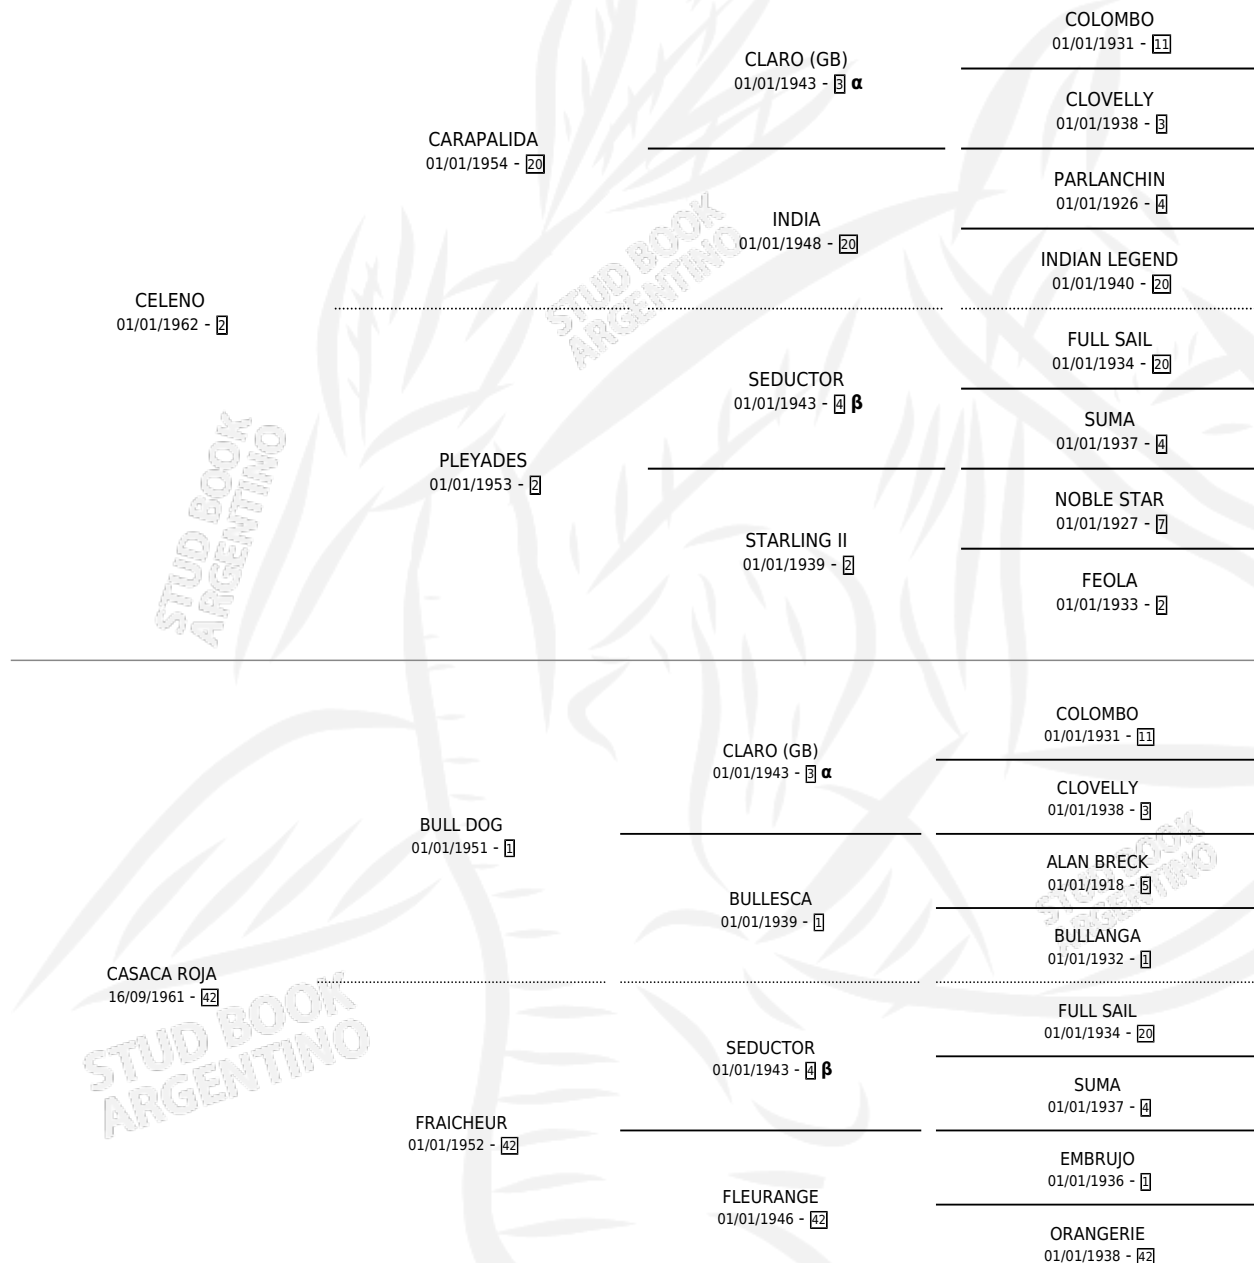 COLOMBO
01/01/1931 - 11
CLARO (GB)
01/01/1943 - 3 α
CLOVELLY
01/01/1938 - 3
CARAPALIDA
01/01/1954 - 20
PARLANCHIN
01/01/1926 - 4
INDIA
01/01/1948 - 20
INDIAN LEGEND
01/01/1940 - 20
CELENO
01/01/1962 - 2
FULL SAIL
01/01/1934 - 20
SEDUCTOR
01/01/1943 - 4 β
SUMA
01/01/1937 - 4
PLEYADES
01/01/1953 - 2
NOBLE STAR
01/01/1927 - 7
STARLING II
01/01/1939 - 2
FEOLA
01/01/1933 - 2
COLOMBO
01/01/1931 - 11
CLARO (GB)
01/01/1943 - 3 α
CLOVELLY
01/01/1938 - 3
BULL DOG
01/01/1951 - 1
ALAN BRECK
01/01/1918 - 5
BULLESCA
01/01/1939 - 1
BULLANGA
01/01/1932 - 1
CASACA ROJA
16/09/1961 - 42
FULL SAIL
01/01/1934 - 20
SEDUCTOR
01/01/1943 - 4 β
SUMA
01/01/1937 - 4
FRAICHEUR
01/01/1952 - 42
EMBRUJO
01/01/1936 - 1
FLEURANGE
01/01/1946 - 42
ORANGERIE
01/01/1938 - 42
STUD BOOK
ARGENTINO
STUD BOOK
ARGENTINO
STUD BOOK
ARGENTINO
STUD BOOK
ARGENTINO